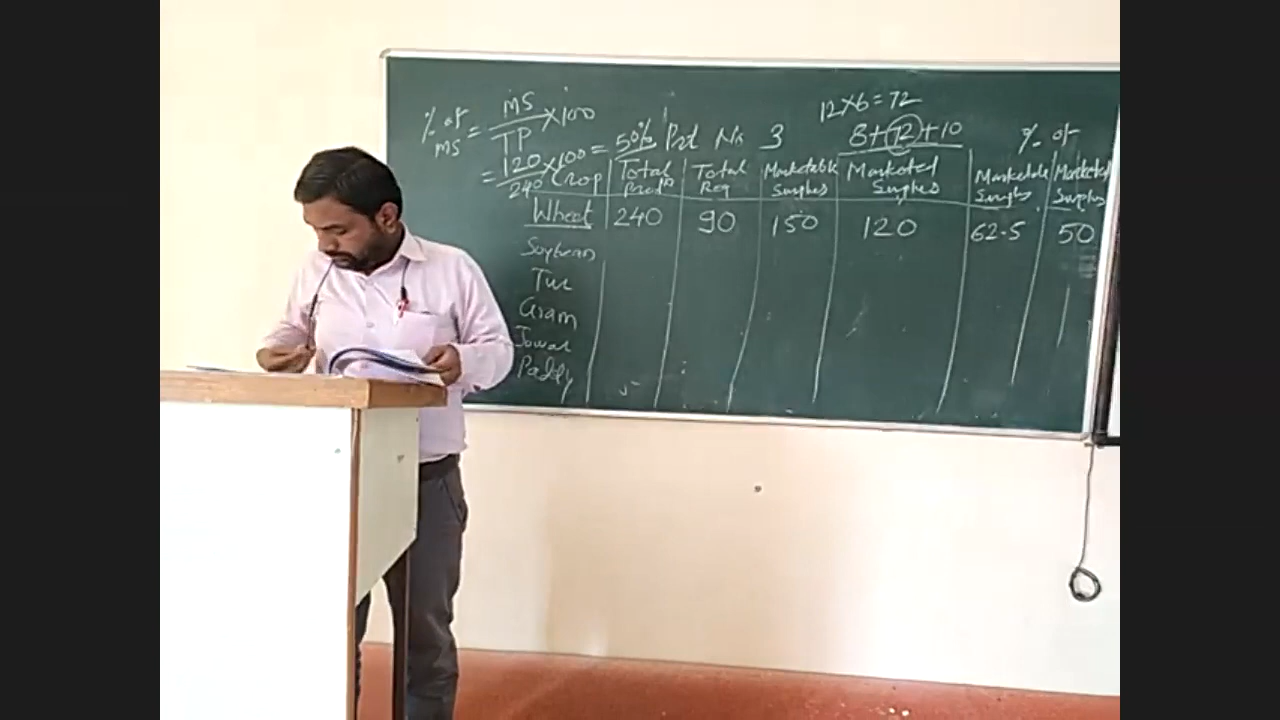 % of MS = MS/TP × 100
= 120/240 × 100 = 50%
Prt No 3
12 × 6 = 72
8 + 72 + 10
% of
Crop Total Prodn Total Req Marketable Surplus Marketed Surplus Marketable Surplus Marketed Surplus
Wheat 240 90 150 120 62.5 50
Soybean
Tur
Gram
Jowar
Paddy